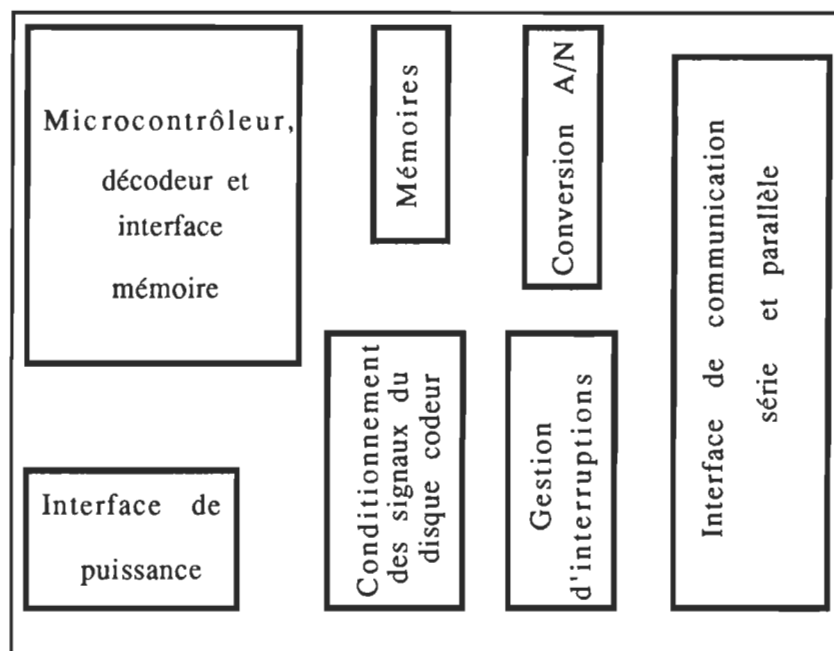 Microcontrôleur,
décodeur et
interface
mémoire
Mémoires
Conversion A/N
Interface de communication
série et parallèle
Interface de
puissance
Conditionnement
des signaux du
disque codeur
Gestion
d'interruptions